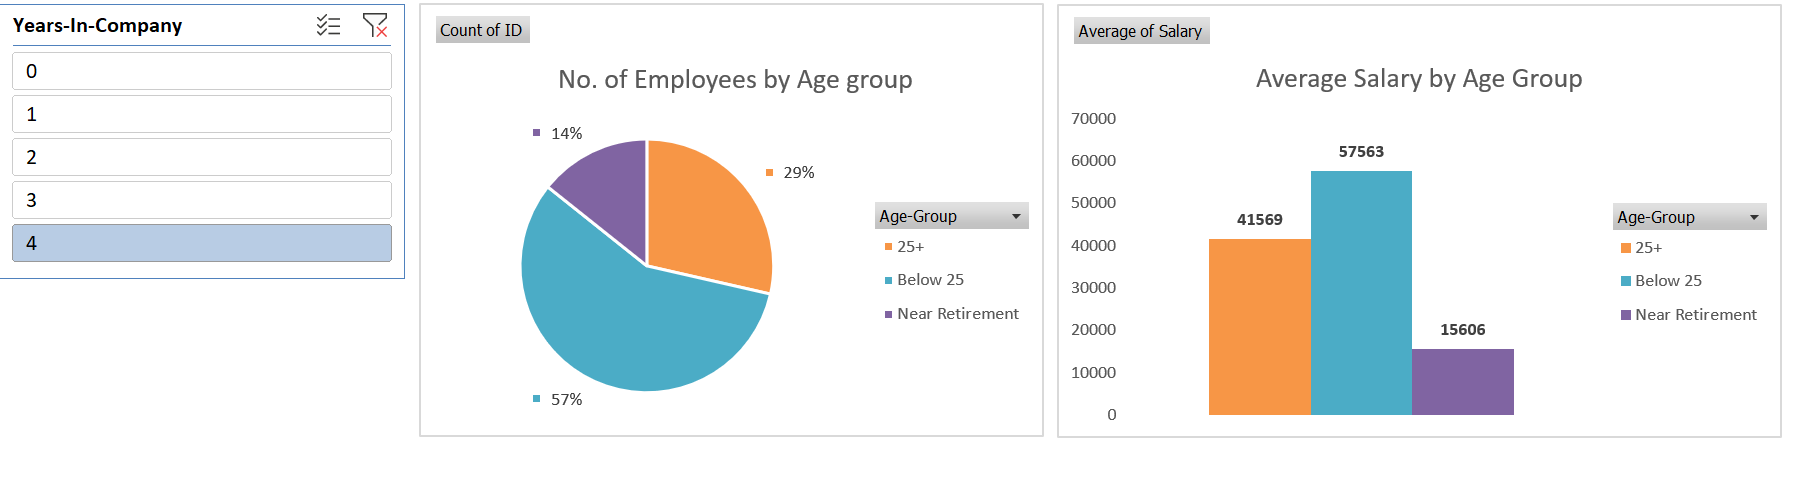 Years-In-Company
0
1
2
3
4
Count of ID
No. of Employees by Age group
14%
29%
57%
Age-Group
25+
Below 25
Near Retirement
Average of Salary
Average Salary by Age Group
70000
60000
50000
40000
30000
20000
10000
0
41569
57563
15606
Age-Group
25+
Below 25
Near Retirement